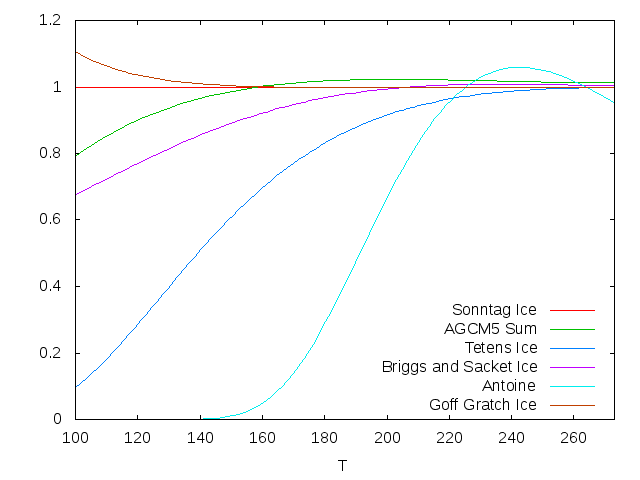 1.2
1
0.8
0.6
0.4
0.2
0
Sonntag Ice
AGCM5 Sum
Tetens Ice
Briggs and Sacket Ice
Antoine
Goff Gratch Ice
100 120 140 160 180 200 220 240 260
T